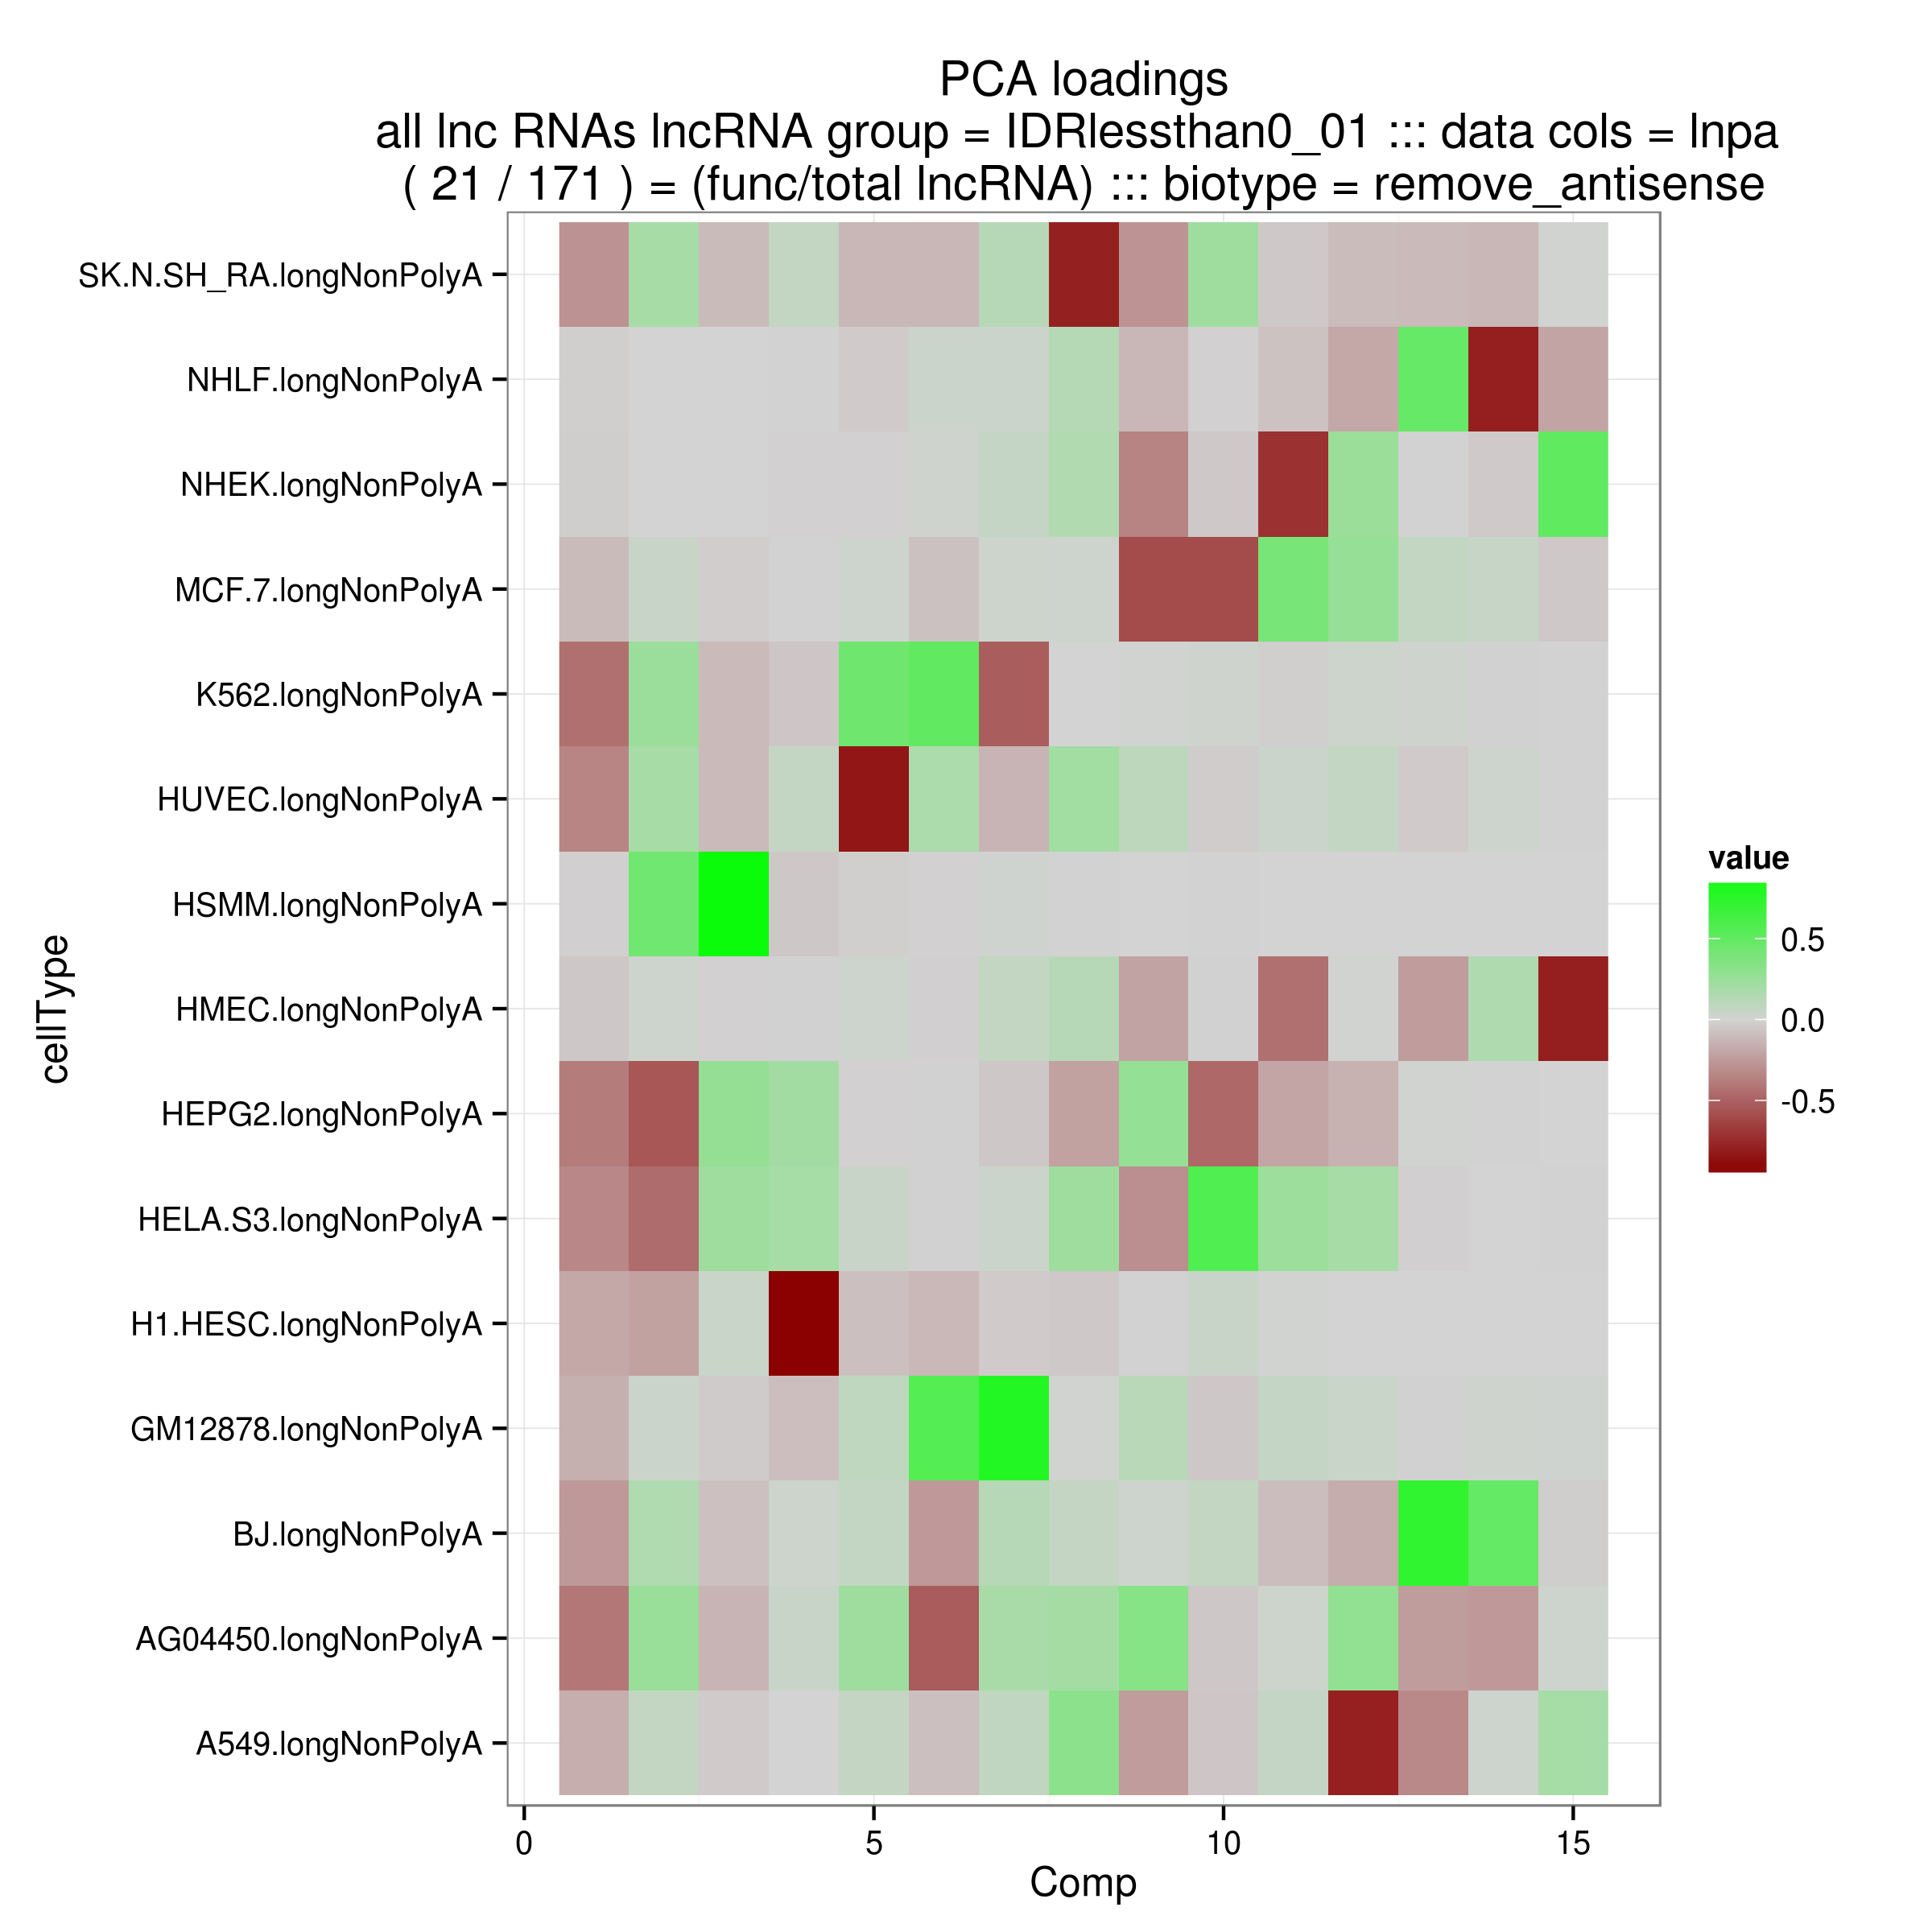 PCA loadings
all lnc RNAs lncRNA group = IDRlessthan0_01 ::: data cols = lnpa
( 21 / 171 ) = (func/total lncRNA) ::: biotype = remove_antisense
SK.N.SH_RA.longNonPolyA
NHLF.longNonPolyA
NHEK.longNonPolyA
MCF.7.longNonPolyA
K562.longNonPolyA
HUVEC.longNonPolyA
HSMM.longNonPolyA
HMEC.longNonPolyA
HEPG2.longNonPolyA
HELA.S3.longNonPolyA
H1.HESC.longNonPolyA
GM12878.longNonPolyA
BJ.longNonPolyA
AG04450.longNonPolyA
A549.longNonPolyA
cellType
0 5 10 15
Comp
value
0.5
0.0
-0.5